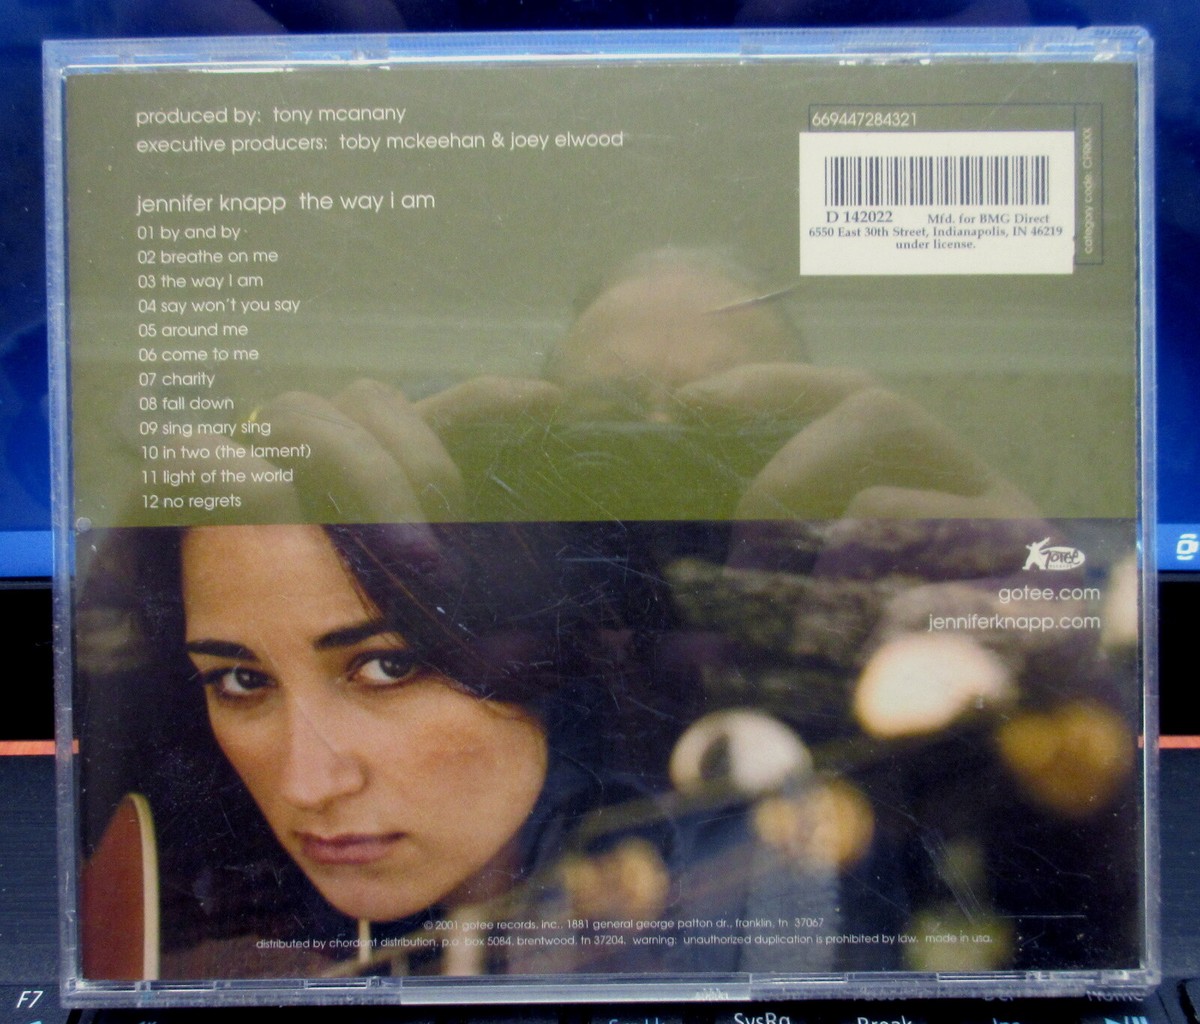 produced by: tony mcanany
executive producers: toby mckeehan & joey elwood
jennifer knapp the way i am
01 by and by
02 breathe on me
03 the way I am
04 say won't you say
05 around me
06 come to me
07 charity
08 fall down
09 sing mary sing
10 in two (the lament)
11 light of the world
12 no regrets
669447284321
D 142022 Mfd. for BMG Direct
6550 East 30th Street, Indianapolis, IN 46219
under license.
category code:
gotee
gotee.com
jenniferknapp.com
© 2001 gotee records, inc., 1881 general george patton dr., franklin, tn 37067
distributed by chordant distribution, p.o. box 5084, brentwood, tn 37204. warning: unauthorized duplication is prohibited by law. made in usa.
F7
SysRq
Break
Home